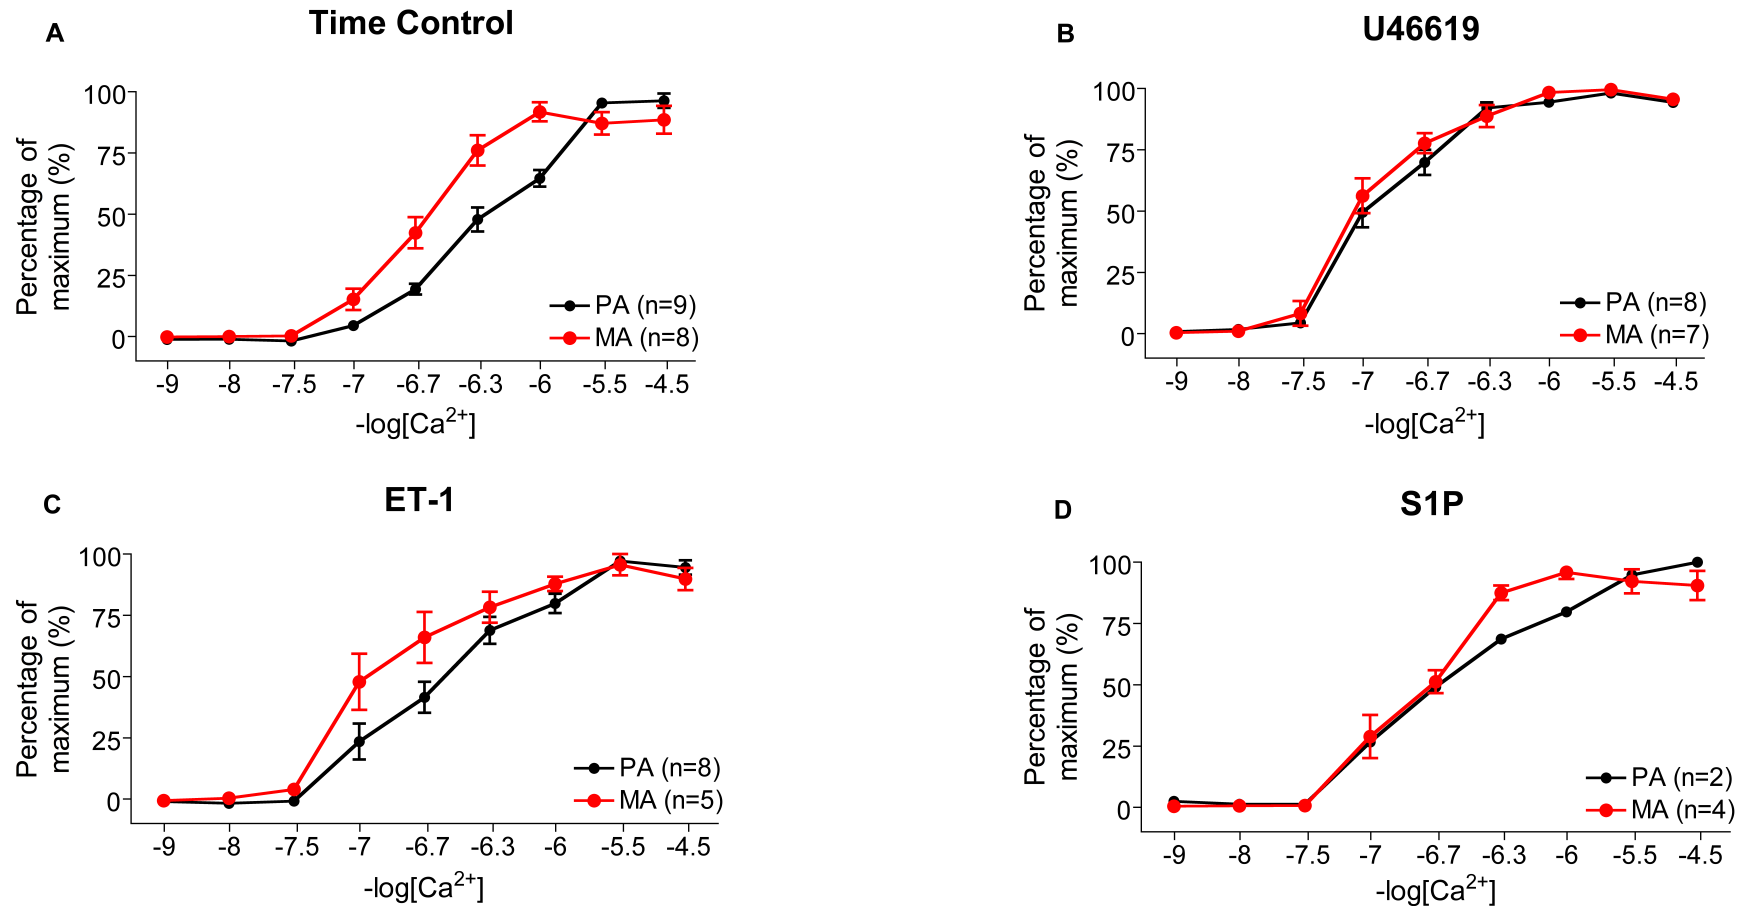 A
Time Control
Percentage of
maximum (%)
100
75
50
25
0
PA (n=9)
MA (n=8)
-9 -8 -7.5 -7 -6.7 -6.3 -6 -5.5 -4.5
-log[Ca2+]
B
U46619
Percentage of
maximum (%)
100
75
50
25
0
PA (n=8)
MA (n=7)
-9 -8 -7.5 -7 -6.7 -6.3 -6 -5.5 -4.5
-log[Ca2+]
C
ET-1
Percentage of
maximum (%)
100
75
50
25
0
PA (n=8)
MA (n=5)
-9 -8 -7.5 -7 -6.7 -6.3 -6 -5.5 -4.5
-log[Ca2+]
D
S1P
Percentage of
maximum (%)
100
75
50
25
0
PA (n=2)
MA (n=4)
-9 -8 -7.5 -7 -6.7 -6.3 -6 -5.5 -4.5
-log[Ca2+]